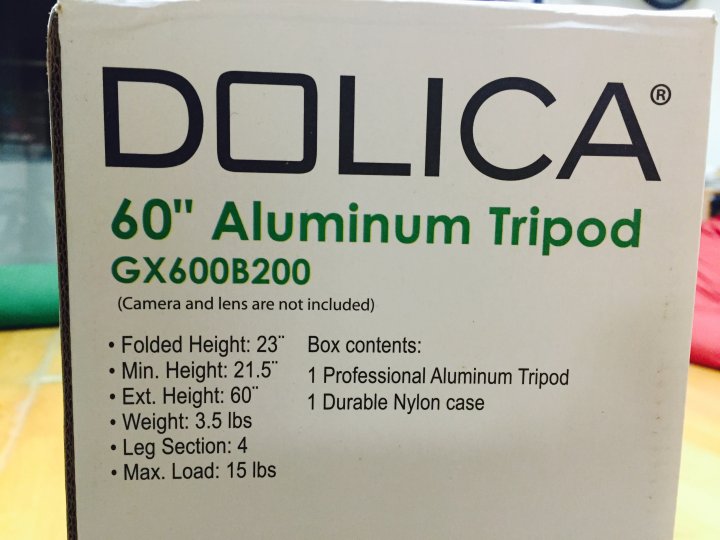 DOLICA®
60" Aluminum Tripod
GX600B200
(Camera and lens are not included)
• Folded Height: 23¨
• Min. Height: 21.5¨
• Ext. Height: 60¨
• Weight: 3.5 lbs
• Leg Section: 4
• Max. Load: 15 lbs
Box contents:
1 Professional Aluminum Tripod
1 Durable Nylon case